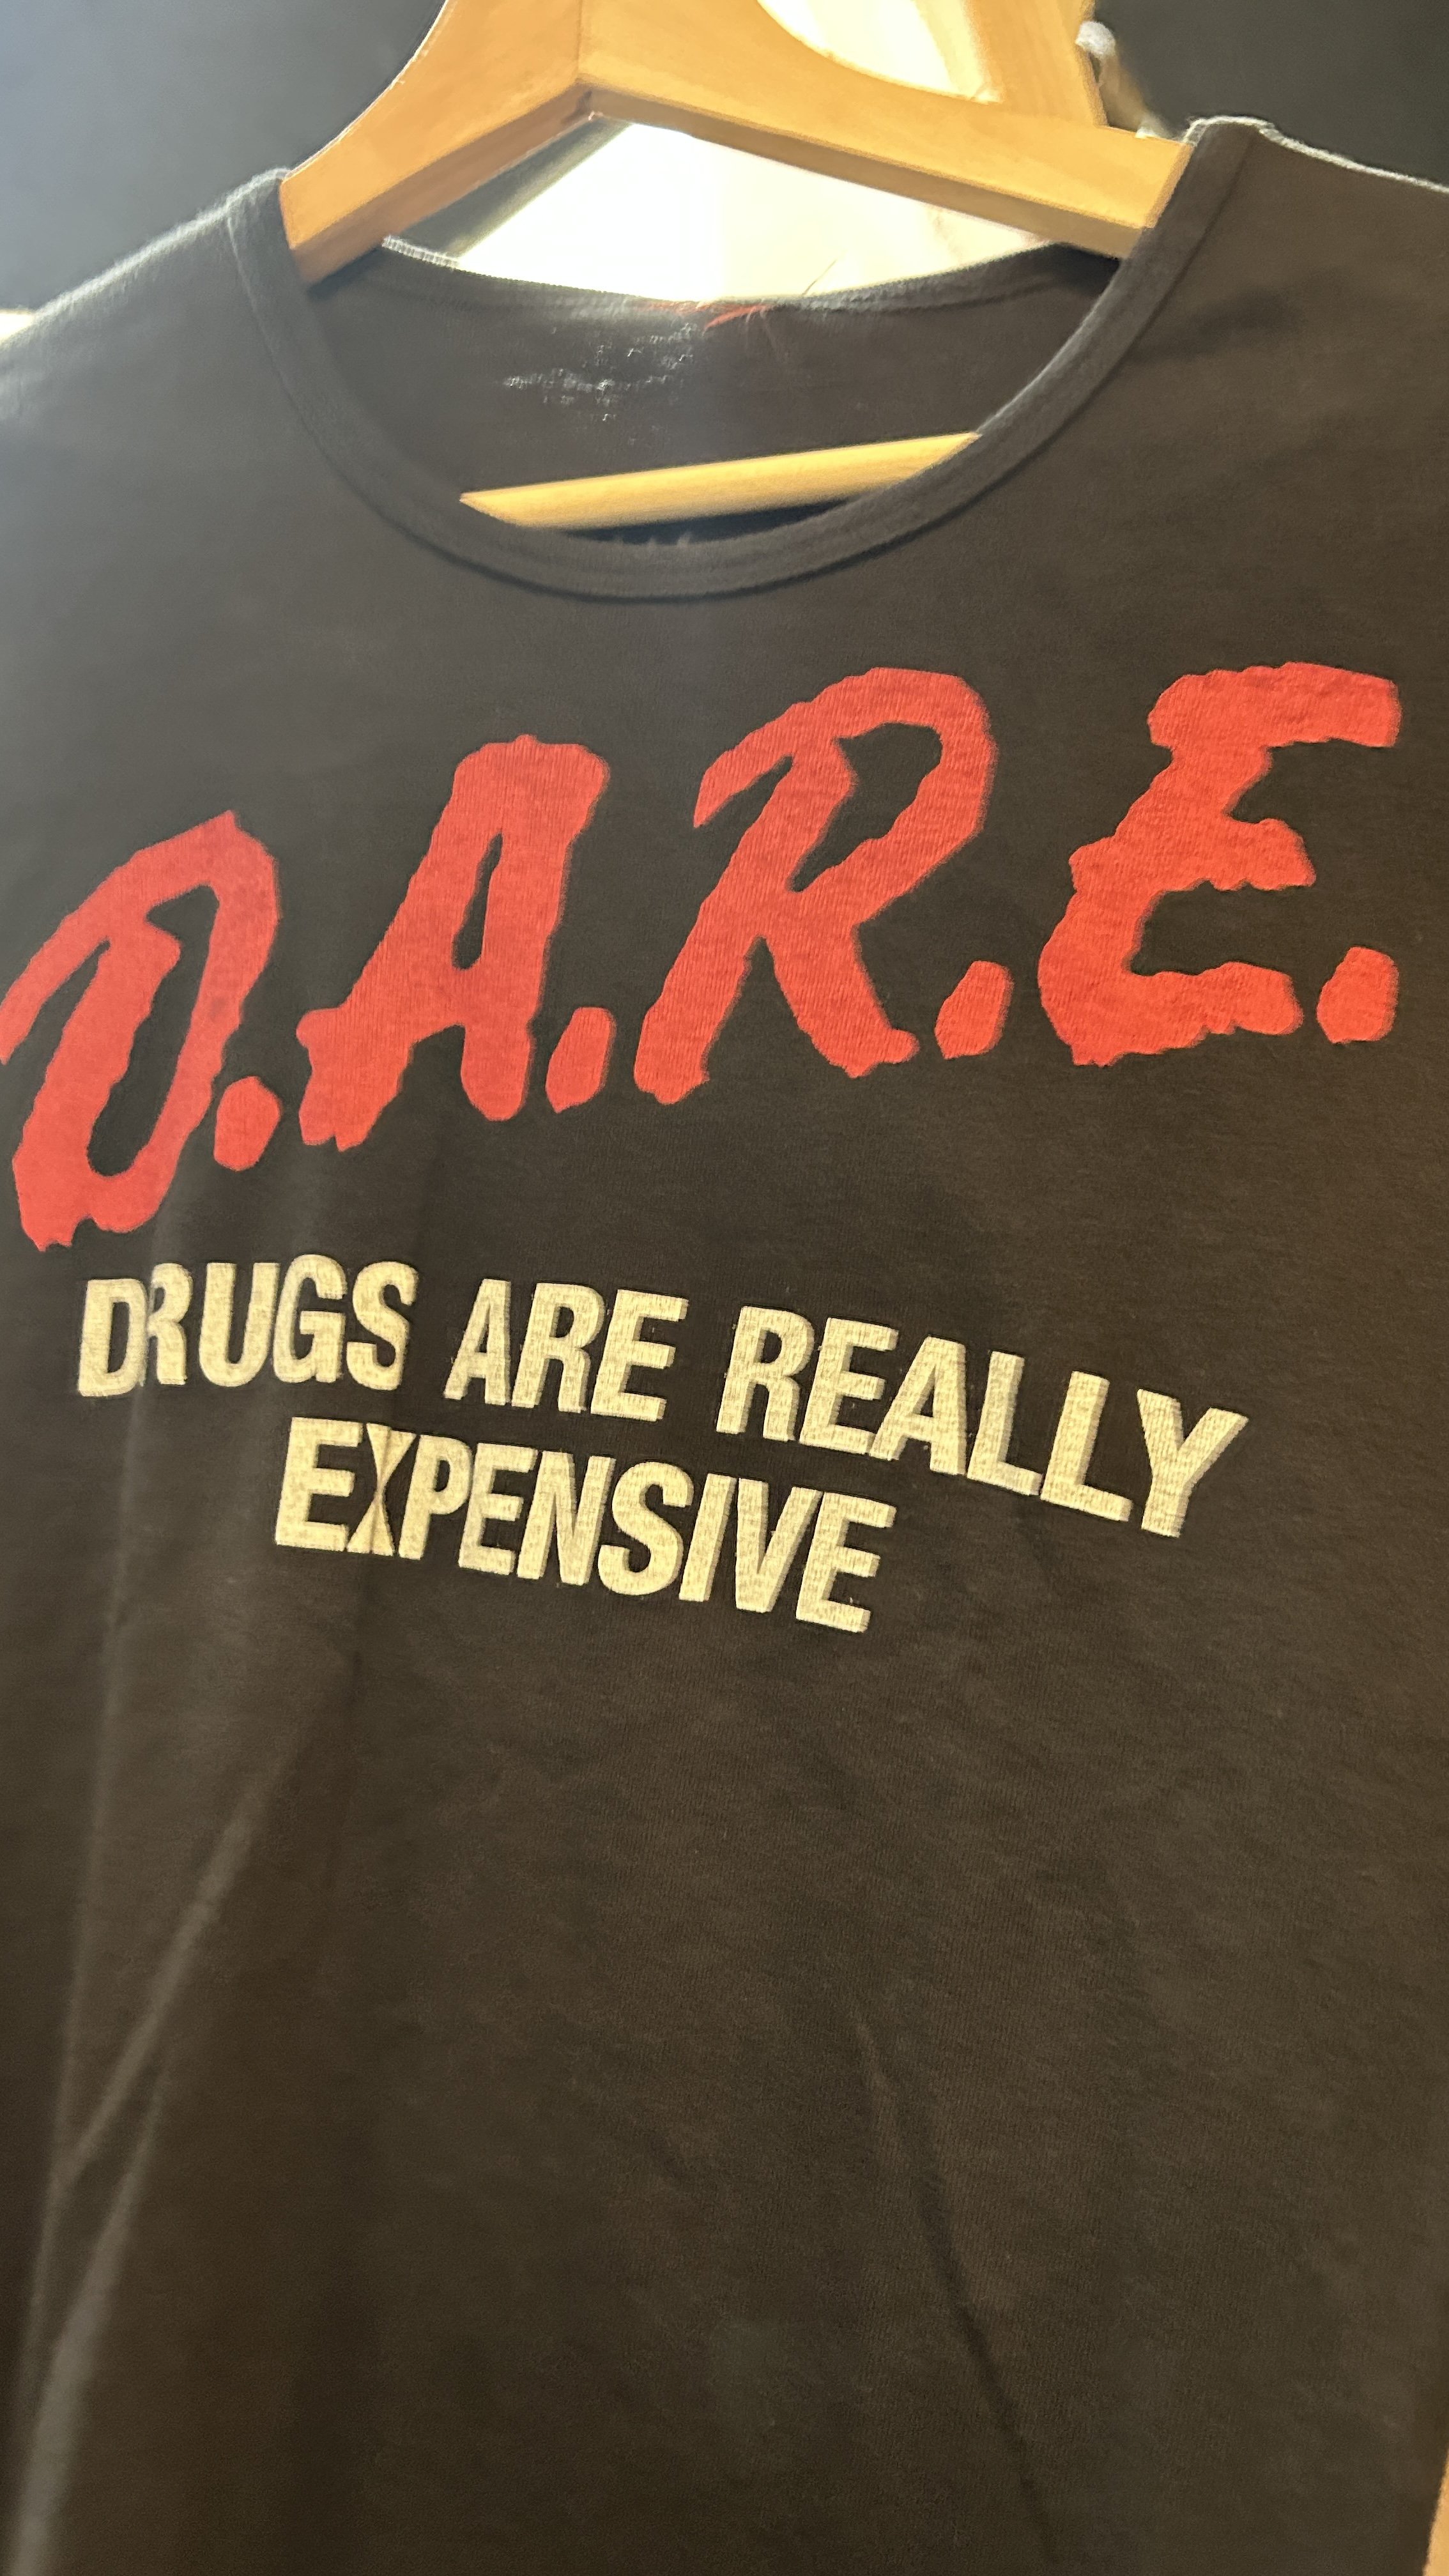 D.A.R.E.
DRUGS ARE REALLY
EXPENSIVE